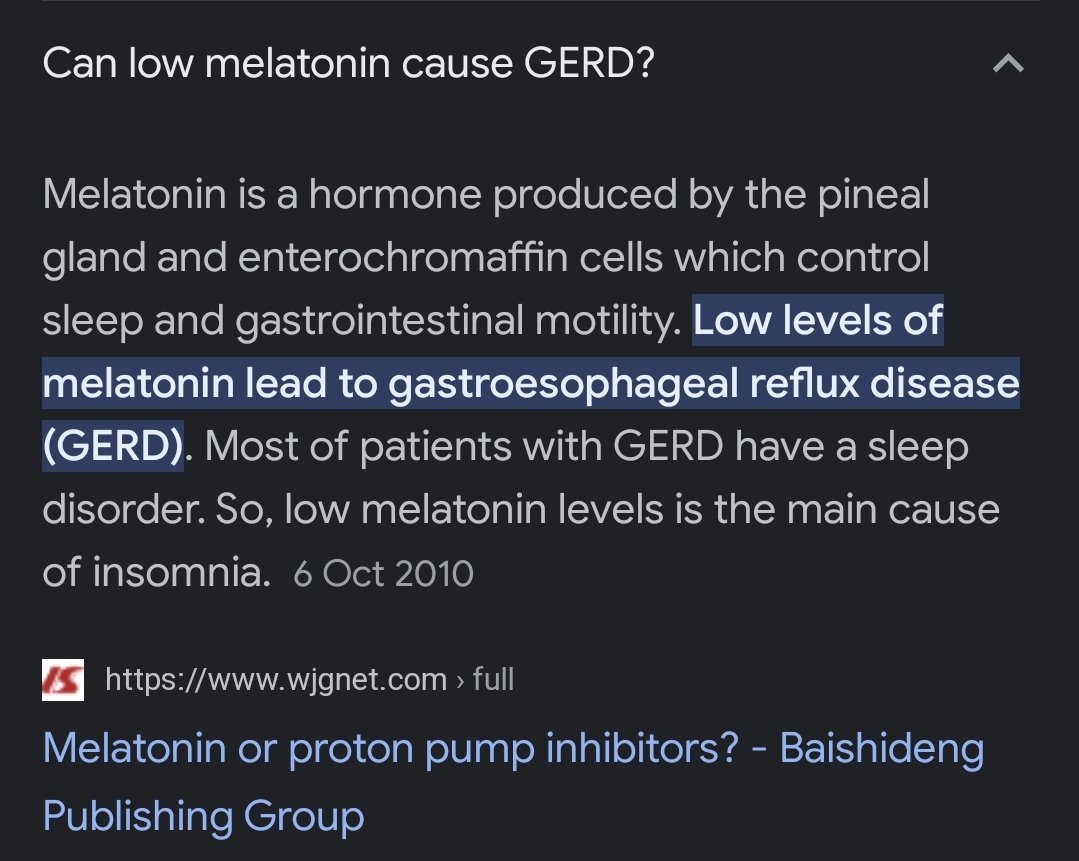 Can low melatonin cause GERD?
Melatonin is a hormone produced by the pineal
gland and enterochromaffin cells which control
sleep and gastrointestinal motility. Low levels of
melatonin lead to gastroesophageal reflux disease
(GERD). Most of patients with GERD have a sleep
disorder. So, low melatonin levels is the main cause
of insomnia. 6 Oct 2010
https://www.wjgnet.com › full
Melatonin or proton pump inhibitors? - Baishideng
Publishing Group